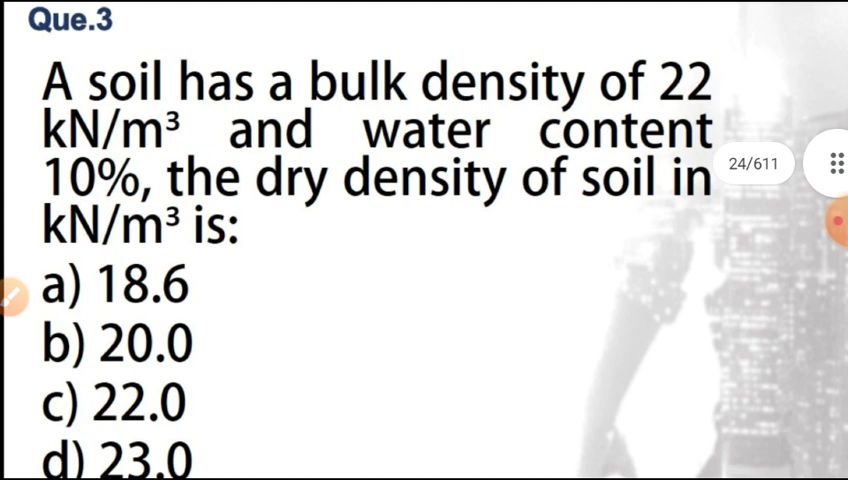 Que.3
A soil has a bulk density of 22
kN/m³ and water content
10%, the dry density of soil in
kN/m³ is:
a) 18.6
b) 20.0
c) 22.0
d) 23.0
24/611